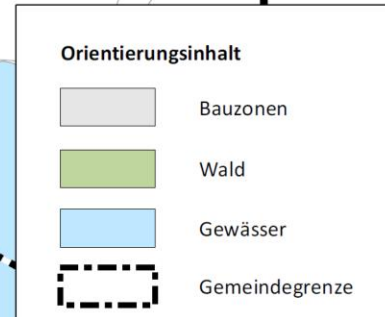 Orientierungsinhalt
Bauzonen
Wald
Gewässer
Gemeindegrenze